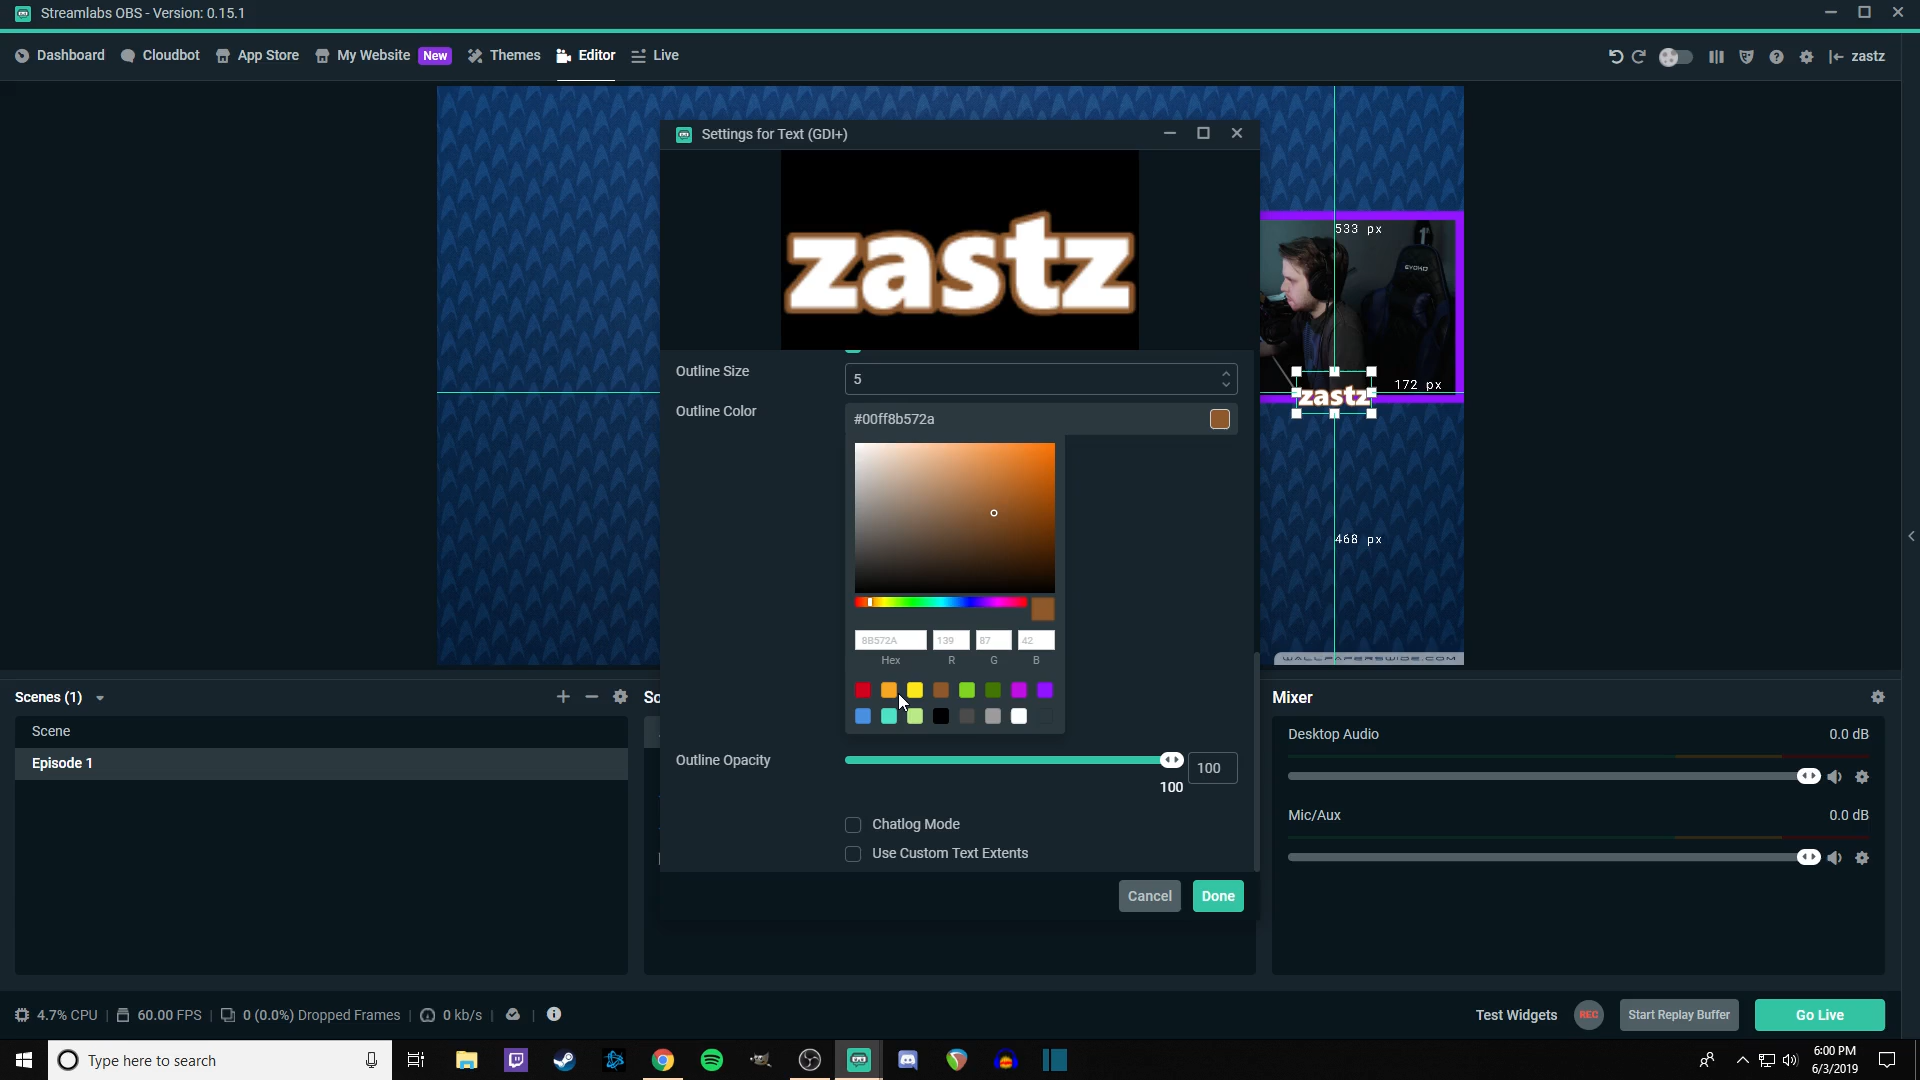 Streamlabs OBS - Version: 0.15.1
Dashboard
Cloudbot
App Store
My Website
New
Themes
Editor
Live
zastz
Settings for Text (GDI+)
zastz
533 px
EVOKO
172 px
zastz
468 px
WALLPAPERSWIDE.COM
Outline Size
5
Outline Color
#00ff8b572a
8B572A
139
87
42
Hex
R
G
B
Outline Opacity
100
100
Chatlog Mode
Use Custom Text Extents
Cancel
Done
Scenes (1)
So
Scene
Episode 1
Mixer
Desktop Audio
0.0 dB
Mic/Aux
0.0 dB
4.7% CPU
60.00 FPS
0 (0.0%) Dropped Frames
0 kb/s
Test Widgets
REC
Start Replay Buffer
Go Live
Type here to search
6:00 PM
6/3/2019